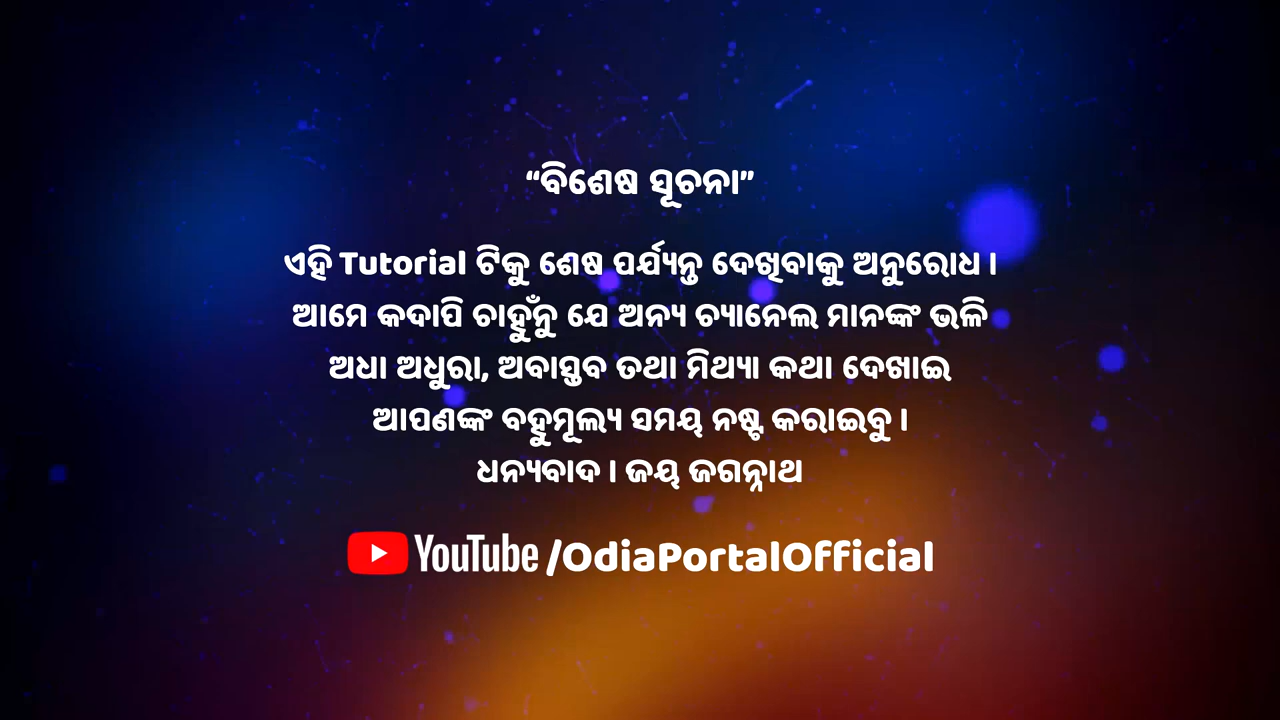 “ବିଶେଷ ସୂଚନା”
ଏହି Tutorial ଟିକୁ ଶେଷ ପର୍ଯ୍ୟନ୍ତ ଦେଖିବାକୁ ଅନୁରୋଧ ।
ଆମେ କଦାପି ଚାହୁଁନୁ ଯେ ଅନ୍ୟ ଚ୍ୟାନେଲ ମାନଙ୍କ ଭଳି
ଅଧା ଅଧୁରା, ଅବାସ୍ତବ ତଥା ମିଥ୍ୟା କଥା ଦେଖାଇ
ଆପଣଙ୍କ ବହୁମୂଲ୍ୟ ସମୟ ନଷ୍ଟ କରାଇବୁ ।
ଧନ୍ୟବାଦ । ଜୟ ଜଗନ୍ନାଥ
YouTube /OdiaPortalOfficial